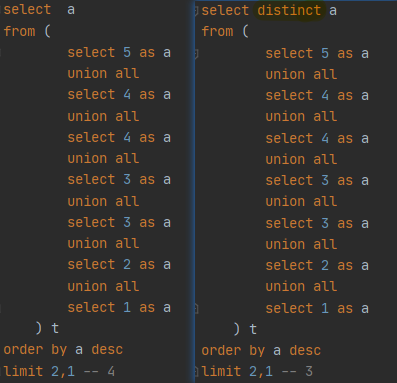 select  a
from (
        select 5 as a
        union all
        select 4 as a
        union all
        select 4 as a
        union all
        select 3 as a
        union all
        select 3 as a
        union all
        select 2 as a
        union all
        select 1 as a
    ) t
order by a desc
limit 2,1 -- 4
select distinct a
from (
        select 5 as a
        union all
        select 4 as a
        union all
        select 4 as a
        union all
        select 3 as a
        union all
        select 3 as a
        union all
        select 2 as a
        union all
        select 1 as a
    ) t
order by a desc
limit 2,1 -- 3